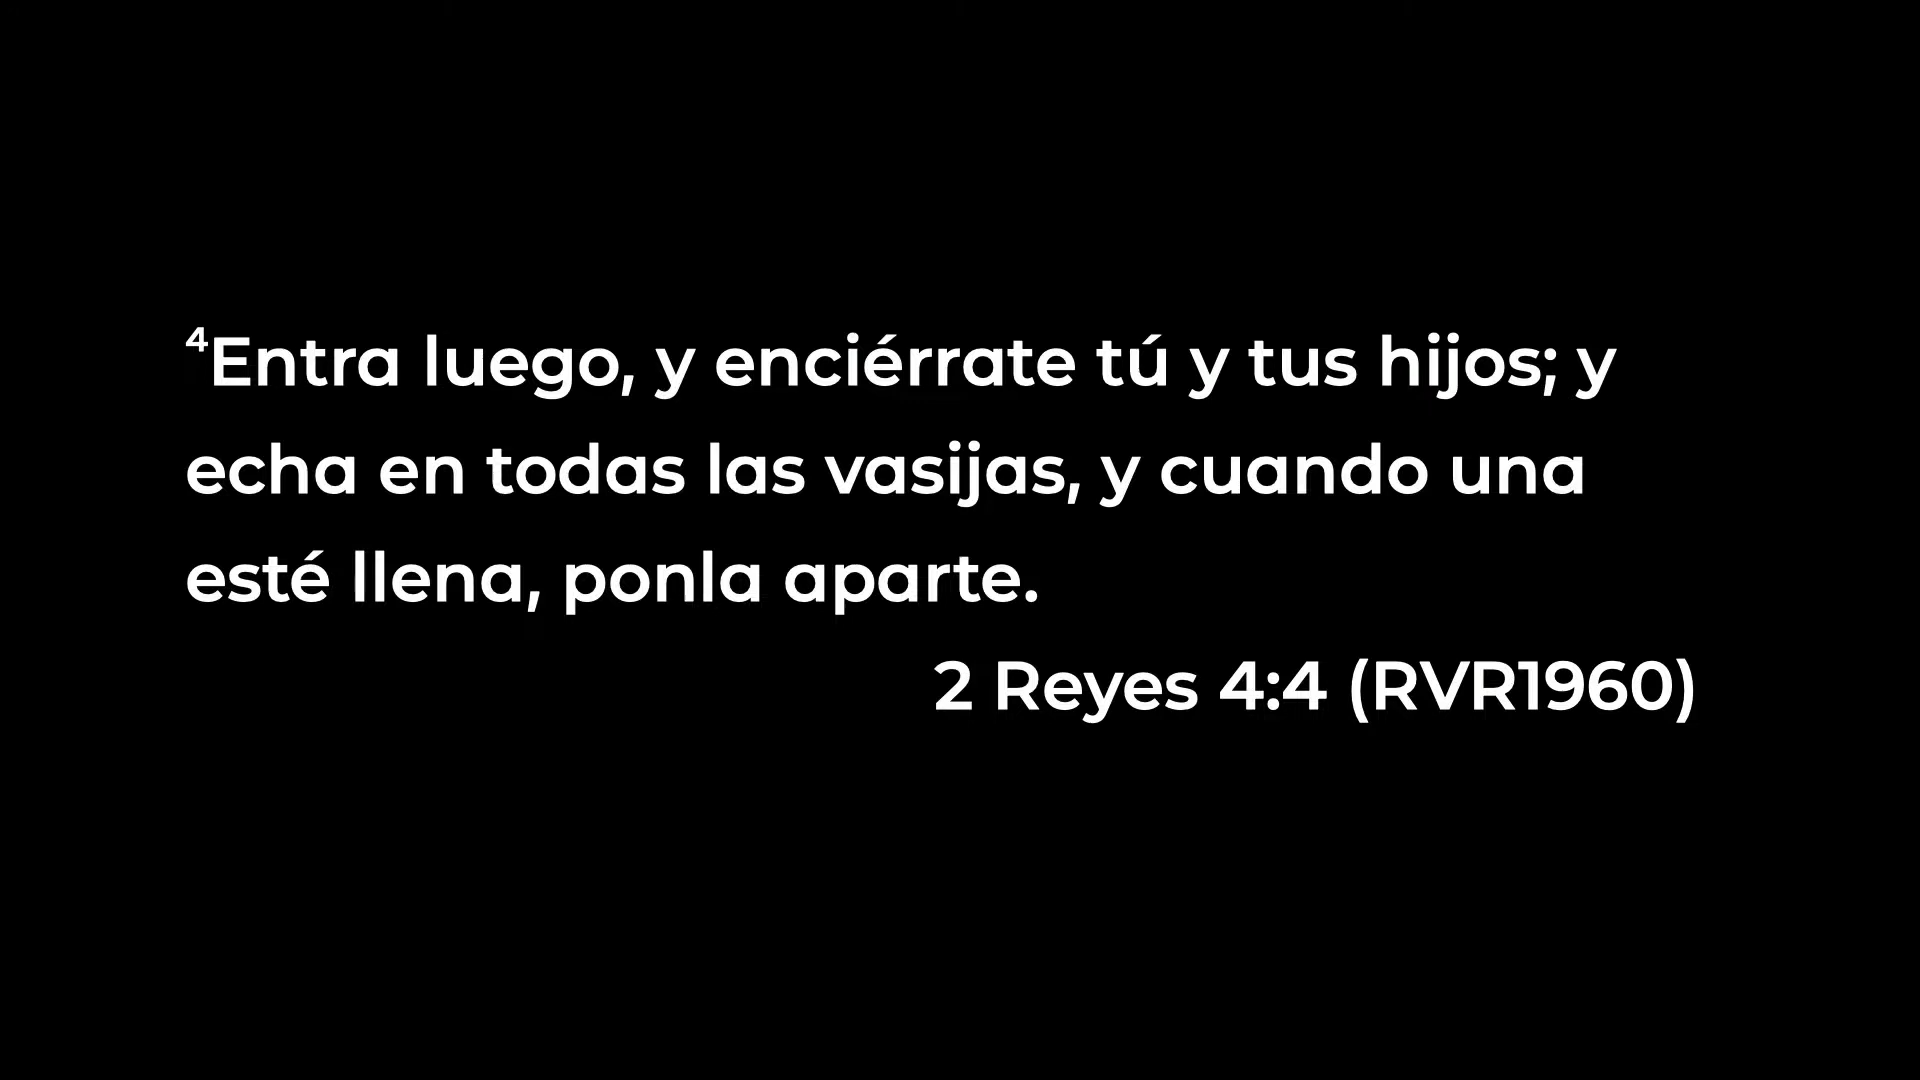 ⁴Entra luego, y enciérrate tú y tus hijos; y
echa en todas las vasijas, y cuando una
esté llena, ponla aparte.
2 Reyes 4:4 (RVR1960)